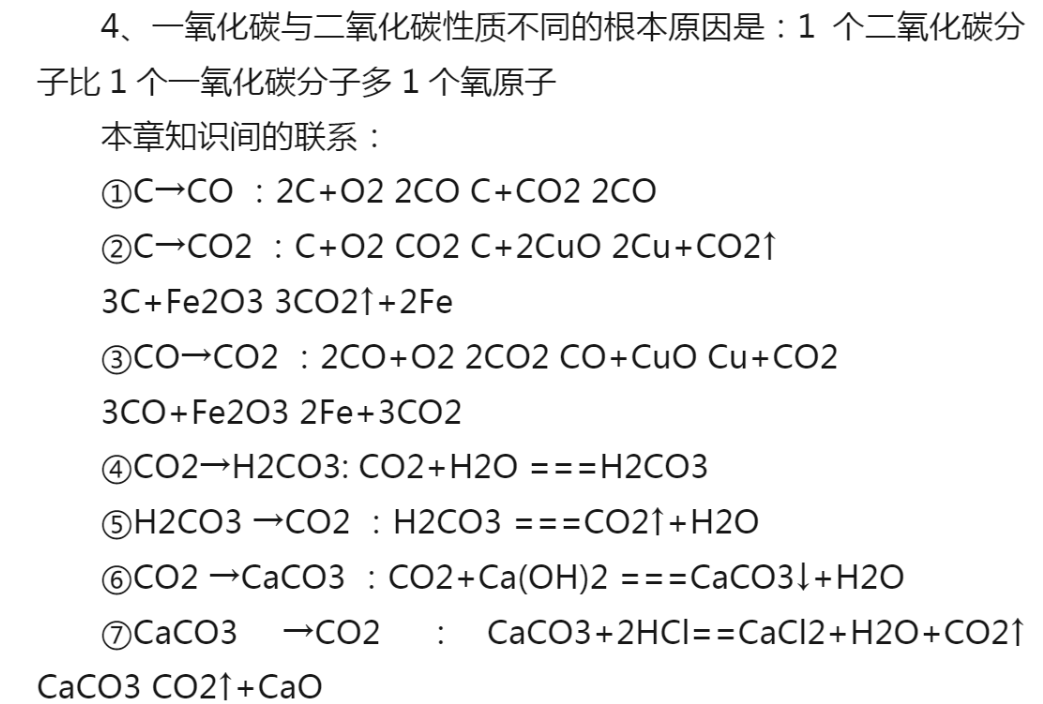 4、一氧化碳与二氧化碳性质不同的根本原因是：1 个二氧化碳分
子比 1 个一氧化碳分子多 1 个氧原子
本章知识间的联系：
①C→CO ：2C+O2 2CO C+CO2 2CO
②C→CO2 ：C+O2 CO2 C+2CuO 2Cu+CO2↑
3C+Fe2O3 3CO2↑+2Fe
③CO→CO2 ：2CO+O2 2CO2 CO+CuO Cu+CO2
3CO+Fe2O3 2Fe+3CO2
④CO2→H2CO3: CO2+H2O ===H2CO3
⑤H2CO3 →CO2 ：H2CO3 ===CO2↑+H2O
⑥CO2 →CaCO3 ：CO2+Ca(OH)2 ===CaCO3↓+H2O
⑦CaCO3 →CO2 ： CaCO3+2HCl==CaCl2+H2O+CO2↑
CaCO3 CO2↑+CaO